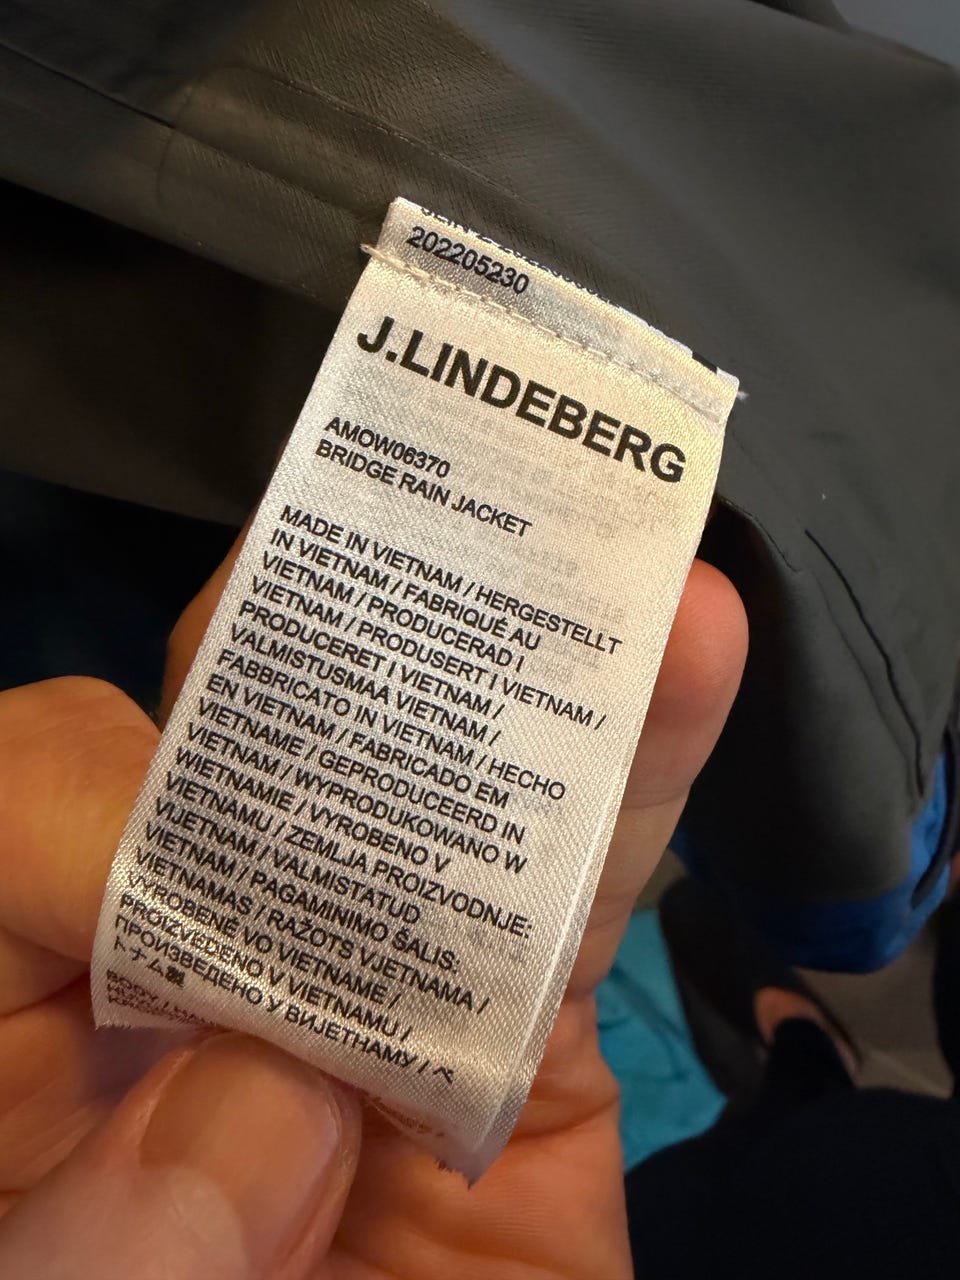 202205230
J.LINDEBERG
AMOW06370
BRIDGE RAIN JACKET
MADE IN VIETNAM / HERGESTELLT
IN VIETNAM / FABRIQUÉ AU
VIETNAM / PRODUCERAD I
VIETNAM / PRODUSERT I VIETNAM /
PRODUCERET I VIETNAM /
VALMISTUSMAA VIETNAM /
FABBRICATO IN VIETNAM / HECHO
EN VIETNAM / FABRICADO EM
VIETNAME / GEPRODUCEERD IN
VIETNAM / WYPRODUKOWANO W
WIETNAMIE / VYROBENO V
VIETNAMU / ZEMLJA PROIZVODNJE:
VIJETNAM / VALMISTATUD
VIETNAM / PAGAMINIMO ŠALIS:
VIETNAMAS / RAŽOTS VJETNAMA /
VYROBENÉ VO VIETNAME /
PROIZVEDENO V VIETNAMU /
ПРОИЗВЕДЕНО У ВИЈЕТНАМУ / ベ
トナム製
BODY /